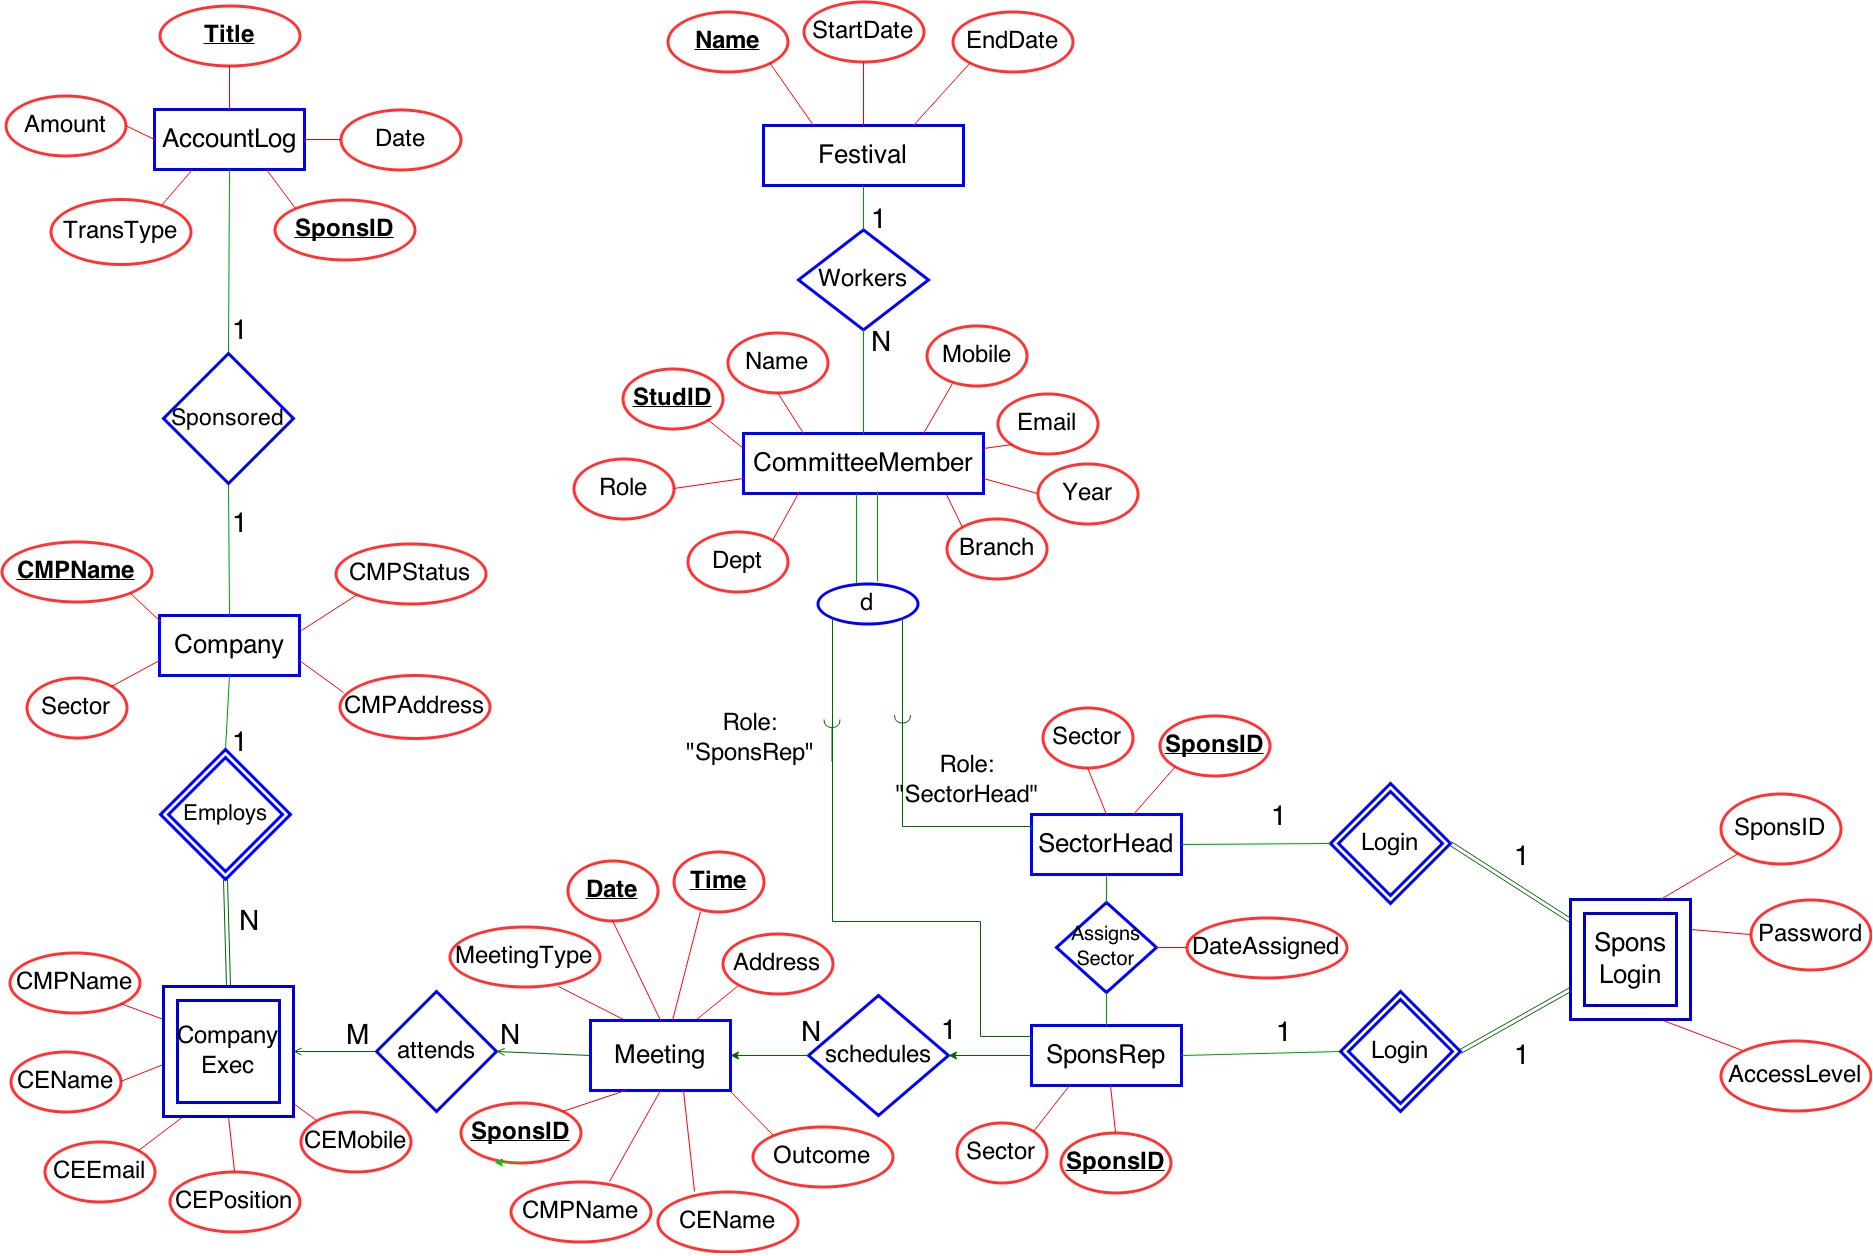 Title
Amount
AccountLog
Date
TransType
SponsID
1
Sponsored
1
CMPName
CMPStatus
Company
Sector
CMPAddress
1
Employs
N
CMPName
Company
Exec
CEName
CEEmail
CEPosition
CEMobile
M
attends
N
Name
StartDate
EndDate
Festival
1
Workers
N
Name
Mobile
StudID
Email
CommitteeMember
Role
Year
Dept
Branch
d
Role:
"SponsRep"
Role:
"SectorHead"
Sector
SponsID
SectorHead
1
Login
1
Assigns
Sector
DateAssigned
SponsID
Password
Spons
Login
AccessLevel
Date
Time
MeetingType
Address
Meeting
N
schedules
1
SponsRep
1
Login
1
SponsID
Outcome
CMPName
CEName
Sector
SponsID